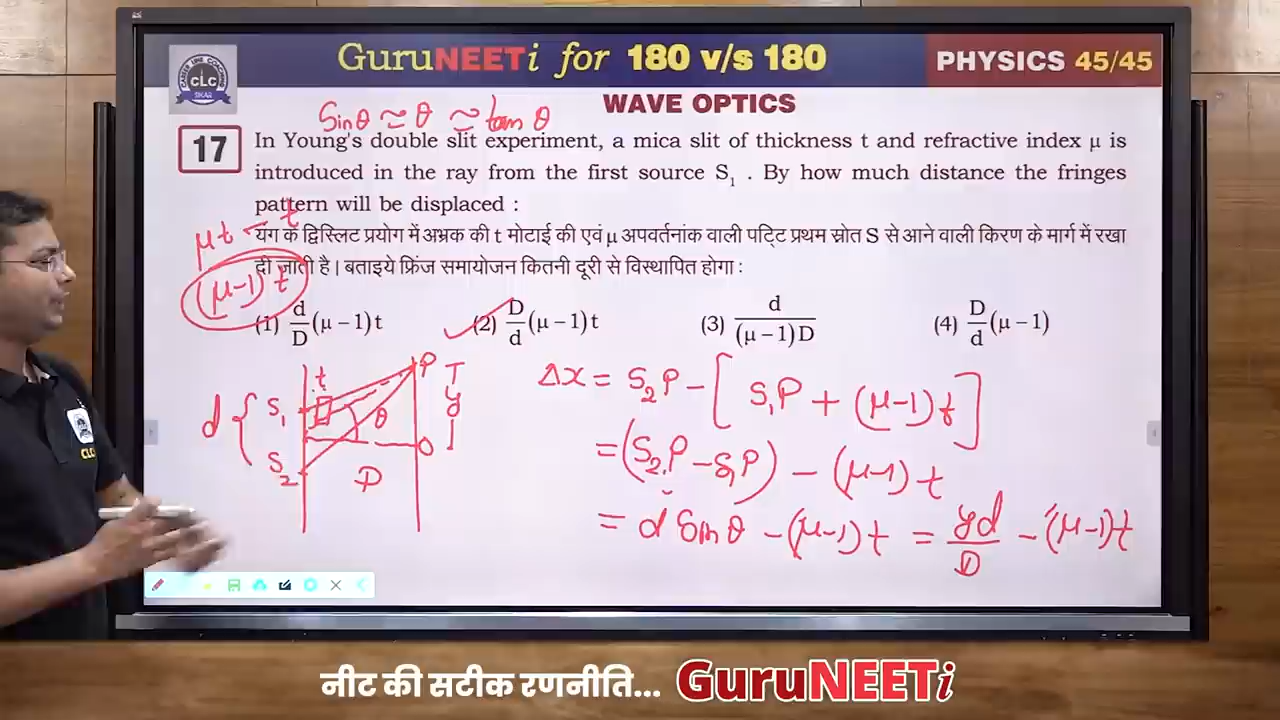 GuruNEETi for 180 v/s 180
PHYSICS 45/45
CLC
SIKAR
WAVE OPTICS
Sinθ ≃ θ ≃ tan θ
17
In Young's double slit experiment, a mica slit of thickness t and refractive index µ is
introduced in the ray from the first source S₁ . By how much distance the fringes
pattern will be displaced :
µt - t
यंग के द्विस्लिट प्रयोग में अभ्रक की t मोटाई की एवं µ अपवर्तनांक वाली पट्टि प्रथम स्रोत S से आने वाली किरण के मार्ग में रखा
दी जाती है। बताइये फ्रिंज समायोजन कितनी दूरी से विस्थापित होगा :
(µ-1) t
(1) d/D (µ – 1) t
(2) D/d (µ – 1) t
(3) d/((µ – 1) D)
(4) D/d (µ – 1)
d { S₁ S₂
t
P
θ
y
O
D
Δx = S₂P - [ S₁P + (µ-1) t ]
= (S₂P - S₁P) - (µ-1) t
= d Sinθ - (µ-1) t = yd/D - (µ-1) t
CLC
नीट की सटीक रणनीति... GuruNEETi